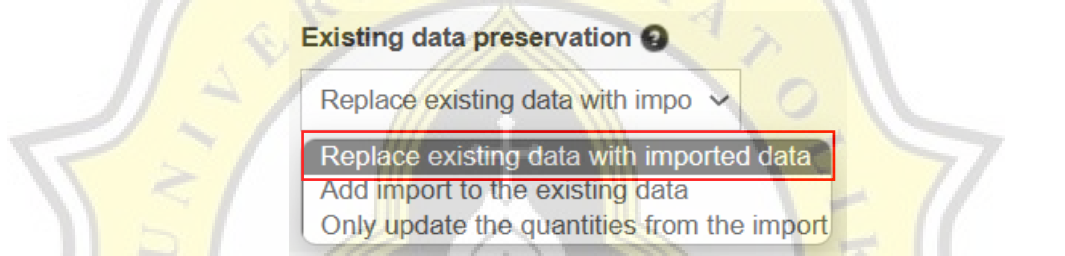 Existing data preservation ?
Replace existing data with impo
Replace existing data with imported data
Add import to the existing data
Only update the quantities from the import